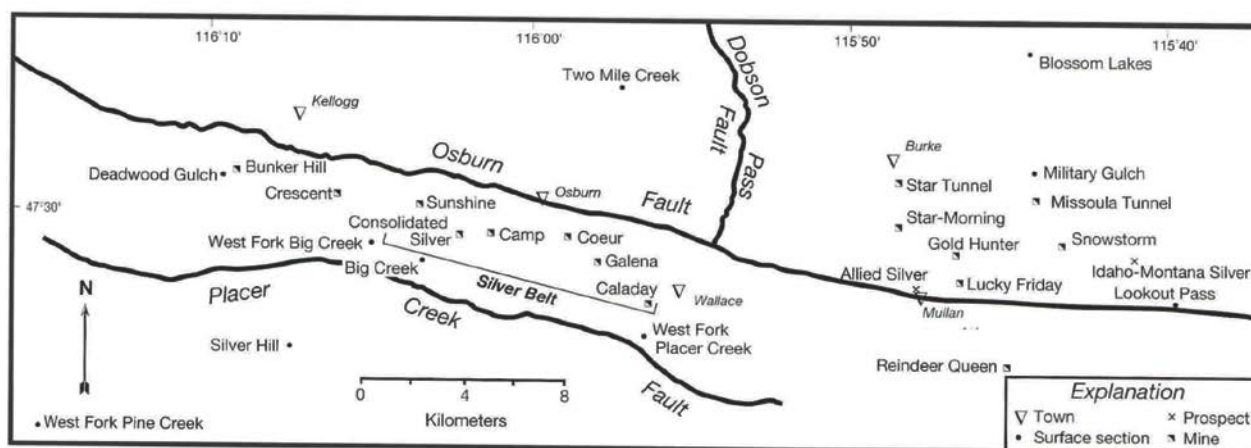 116°10'
116°00'
115°50'
115°40'
Two Mile Creek
Dobson
Pass
Fault
Blossom Lakes
Kellogg
Osburn
Fault
Burke
Deadwood Gulch
Bunker Hill
Crescent
Osburn
Star Tunnel
Military Gulch
47°30
Sunshine
Missoula Tunnel
Consolidated
Silver
Camp
Coeur
Star-Morning
West Fork Big Creek
Gold Hunter
Snowstorm
Big Creek
Galena
Silver Belt
Caladay
Wallace
Allied Silver
Lucky Friday
Idaho-Montana Silver
Lookout Pass
Mullan
N
Placer
Creek
Fault
West Fork
Placer Creek
Silver Hill
Reindeer Queen
0 4 8
Kilometers
West Fork Pine Creek
Explanation
Town
Prospect
Surface section
Mine